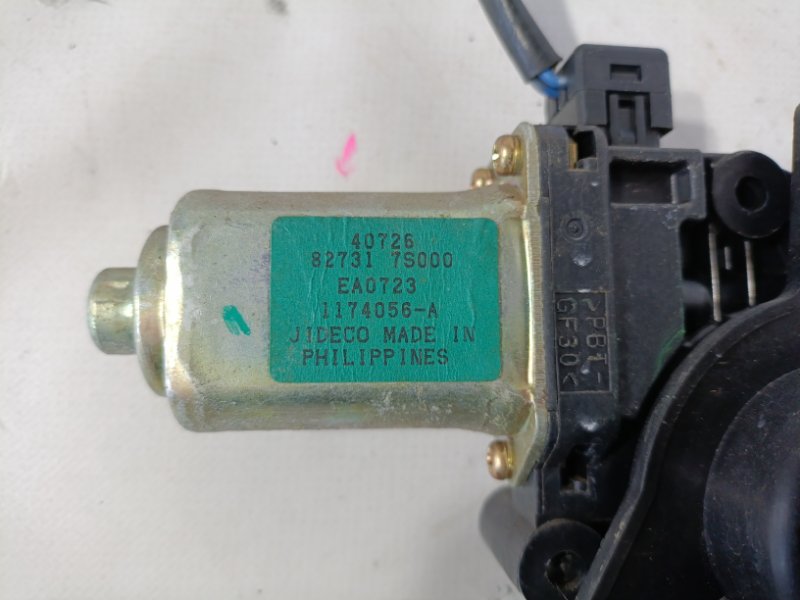 40726
82731 7S000
EA0723
1174056-A
JIDECO MADE IN
PHILIPPINES
>PBT-
GF30<